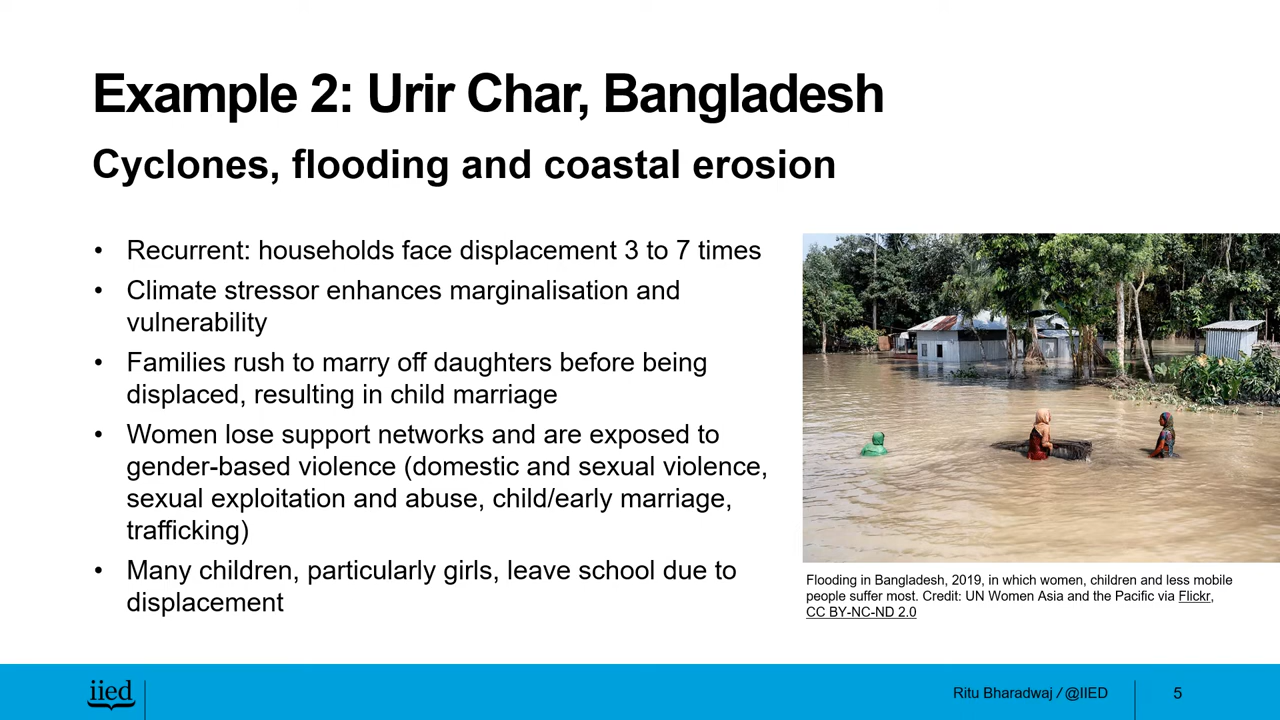 Example 2: Urir Char, Bangladesh
Cyclones, flooding and coastal erosion
• Recurrent: households face displacement 3 to 7 times
• Climate stressor enhances marginalisation and
vulnerability
• Families rush to marry off daughters before being
displaced, resulting in child marriage
• Women lose support networks and are exposed to
gender-based violence (domestic and sexual violence,
sexual exploitation and abuse, child/early marriage,
trafficking)
• Many children, particularly girls, leave school due to
displacement
Flooding in Bangladesh, 2019, in which women, children and less mobile
people suffer most. Credit: UN Women Asia and the Pacific via Flickr,
CC BY-NC-ND 2.0
iied
Ritu Bharadwaj / @IIED
5